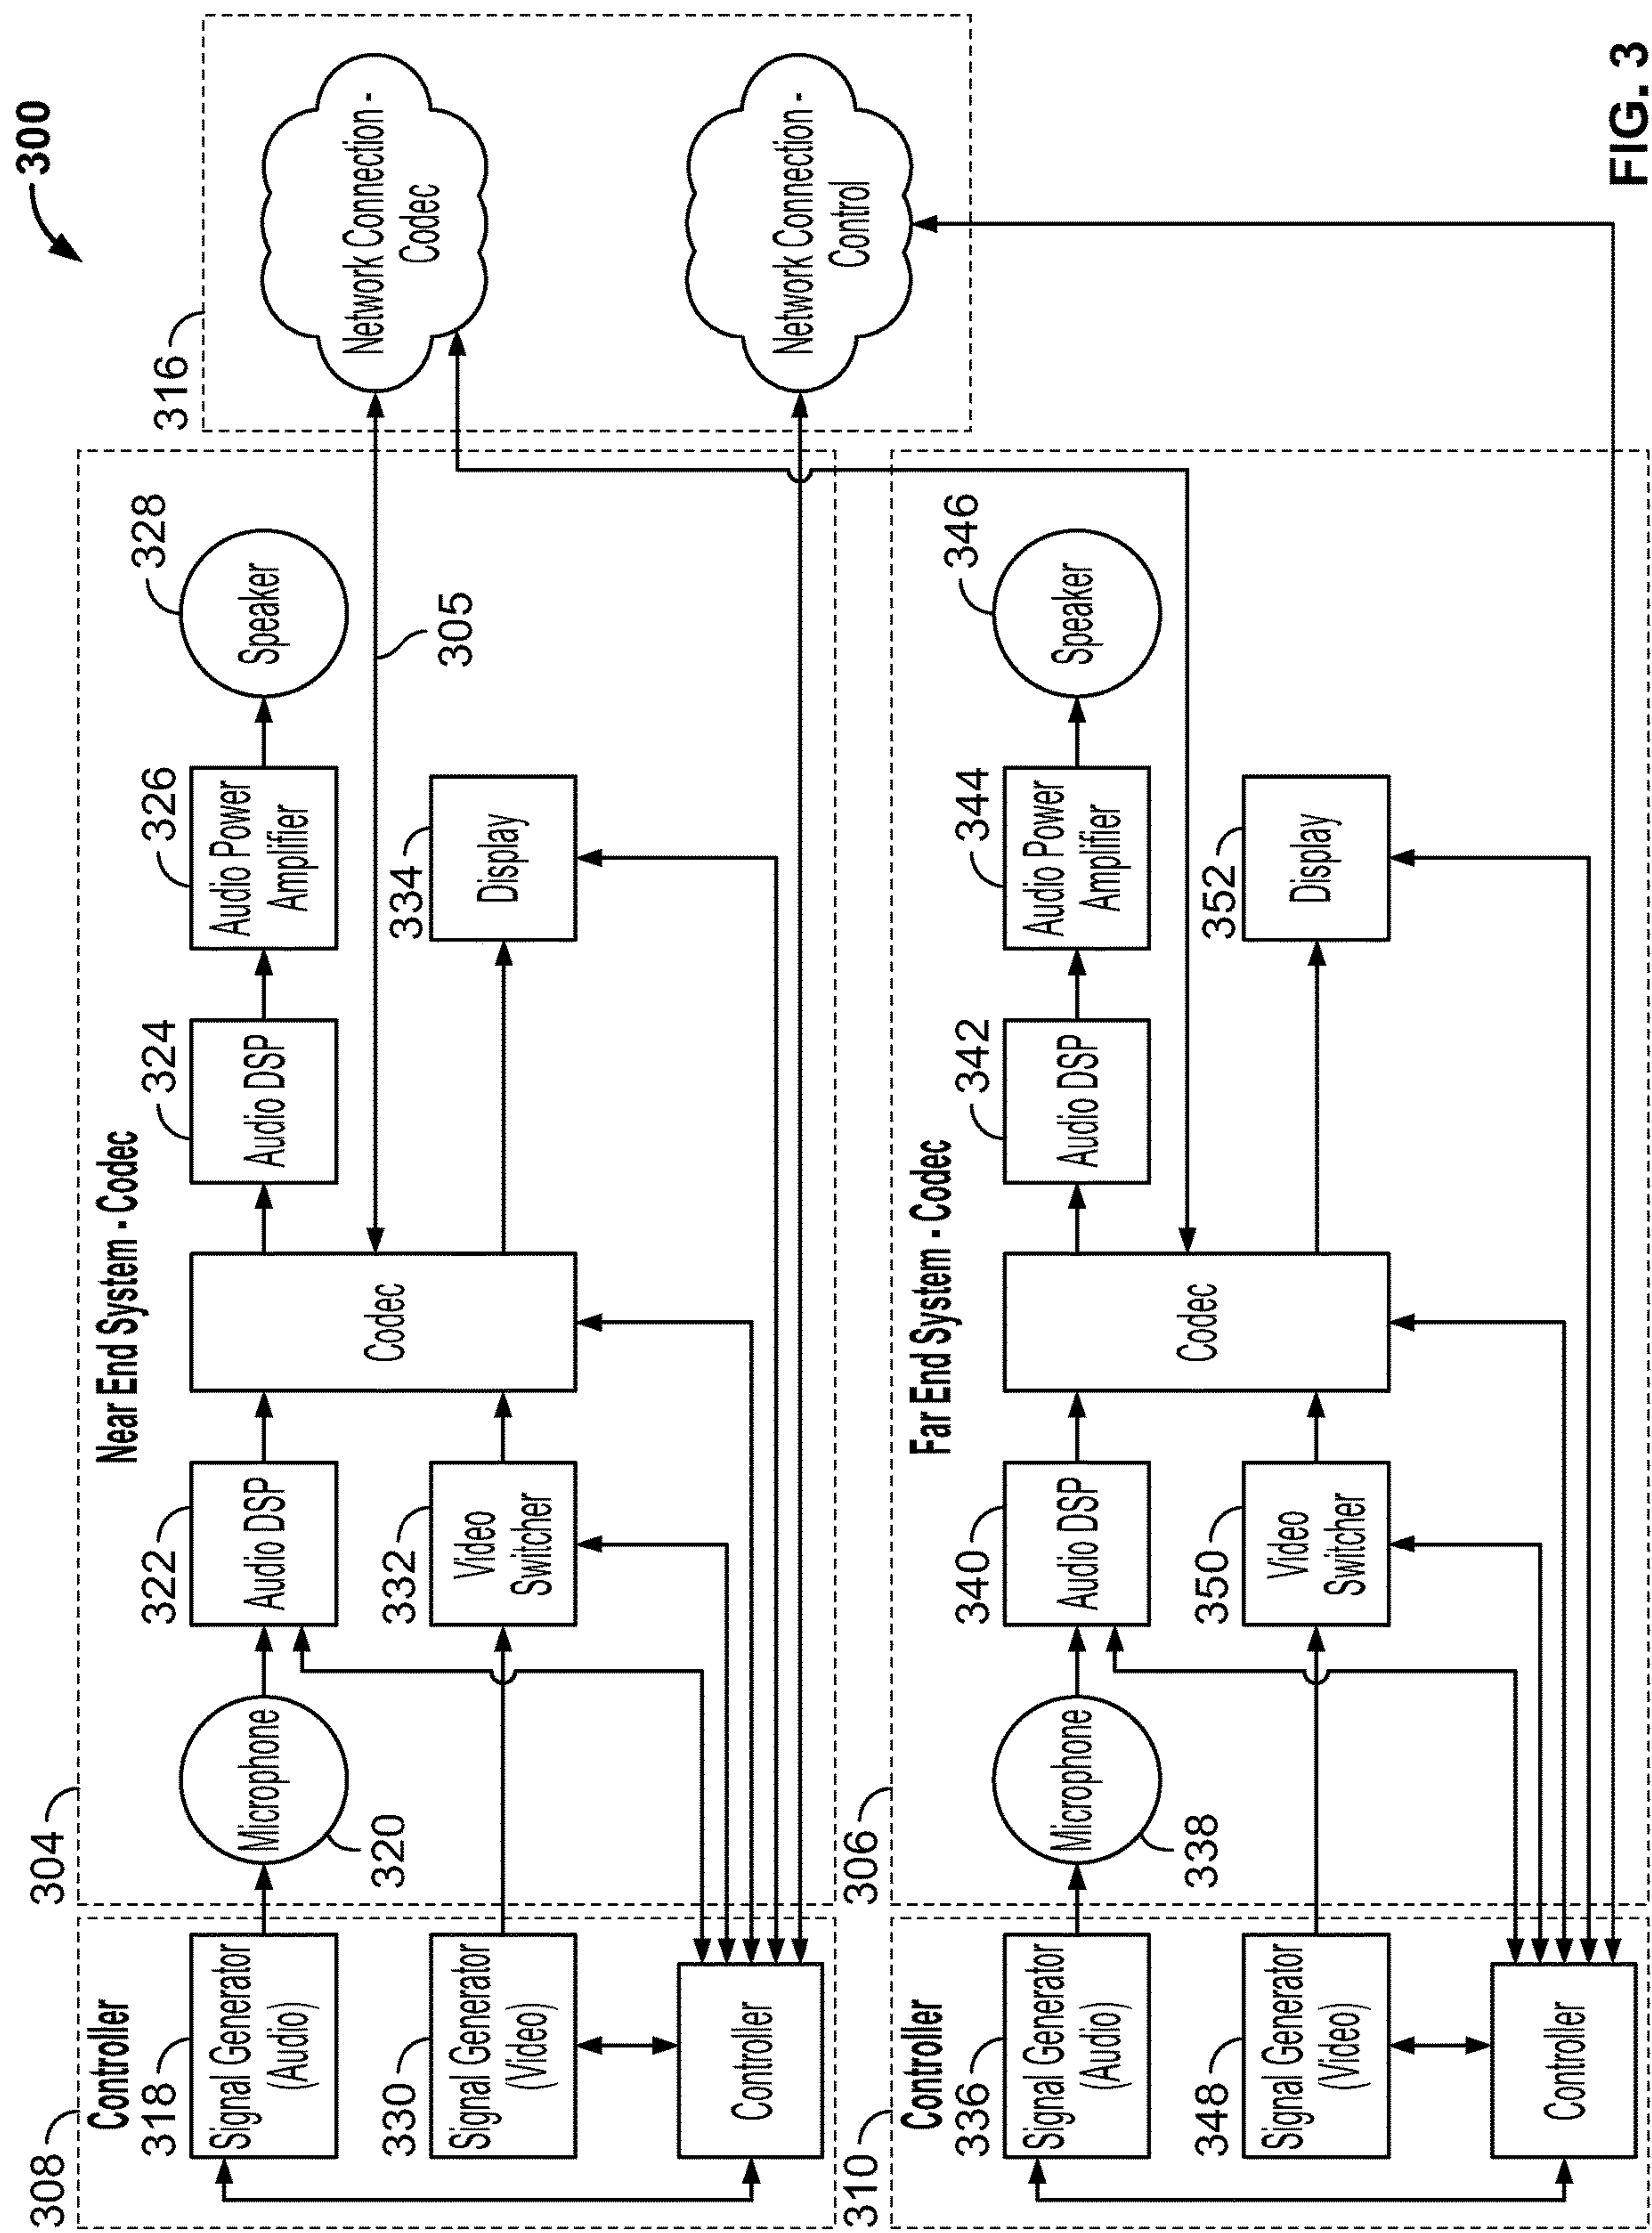 300
316
Network Connection -
Codec
Network Connection -
Control
304
Near End System - Codec
320
Microphone
322
Audio DSP
332
Video
Switcher
Codec
324
Audio DSP
326
Audio Power
Amplifier
328
Speaker
305
334
Display
308
Controller
318
Signal Generator
(Audio)
330
Signal Generator
(Video)
Controller
306
Far End System - Codec
338
Microphone
340
Audio DSP
350
Video
Switcher
Codec
342
Audio DSP
344
Audio Power
Amplifier
346
Speaker
352
Display
310
Controller
336
Signal Generator
(Audio)
348
Signal Generator
(Video)
Controller
FIG. 3